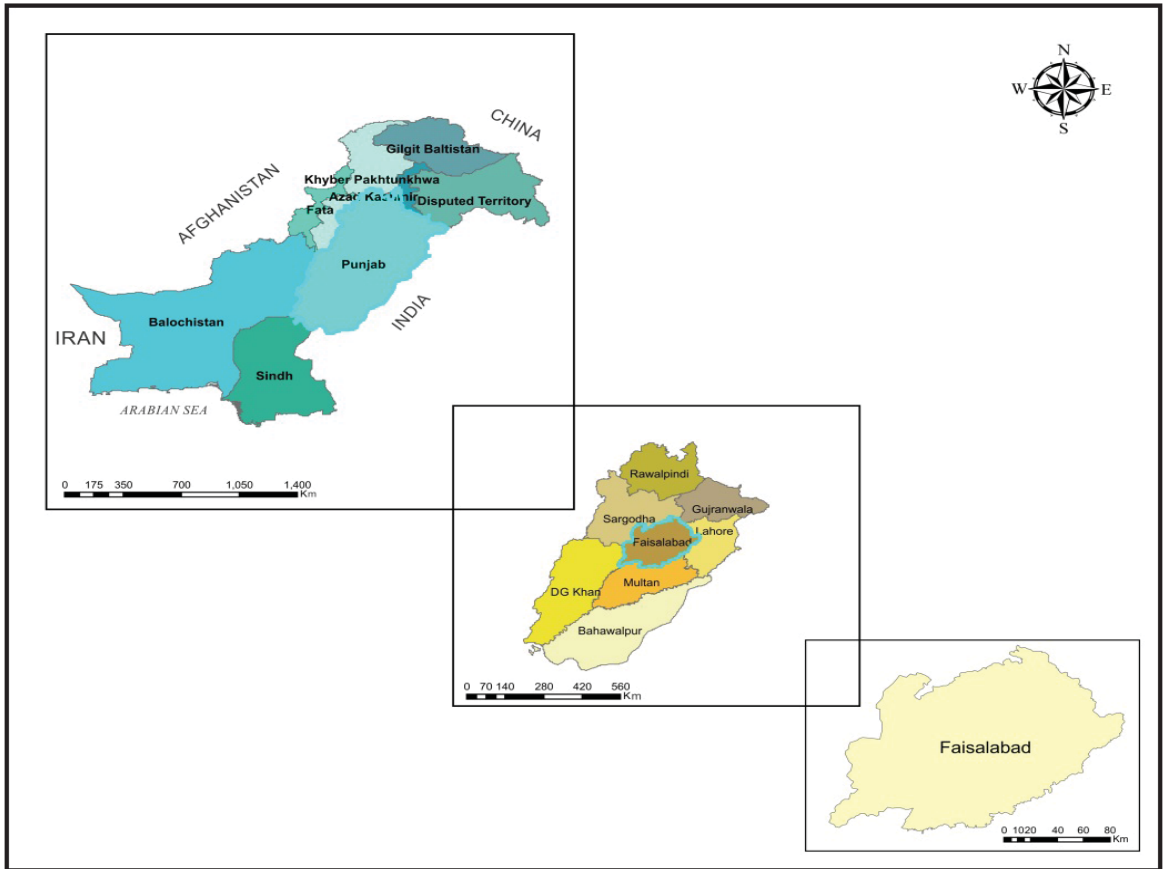 N
W E
S
CHINA
Gilgit Baltistan
AFGHANISTAN
Khyber Pakhtunkhwa
Azad Kashmir
Disputed Territory
Fata
Punjab
INDIA
Balochistan
IRAN
Sindh
ARABIAN SEA
0 175 350 700 1,050 1,400
Km
Rawalpindi
Gujranwala
Sargodha
Lahore
Faisalabad
Multan
DG Khan
Bahawalpur
0 70 140 280 420 560
Km
Faisalabad
0 1020 40 60 80
Km